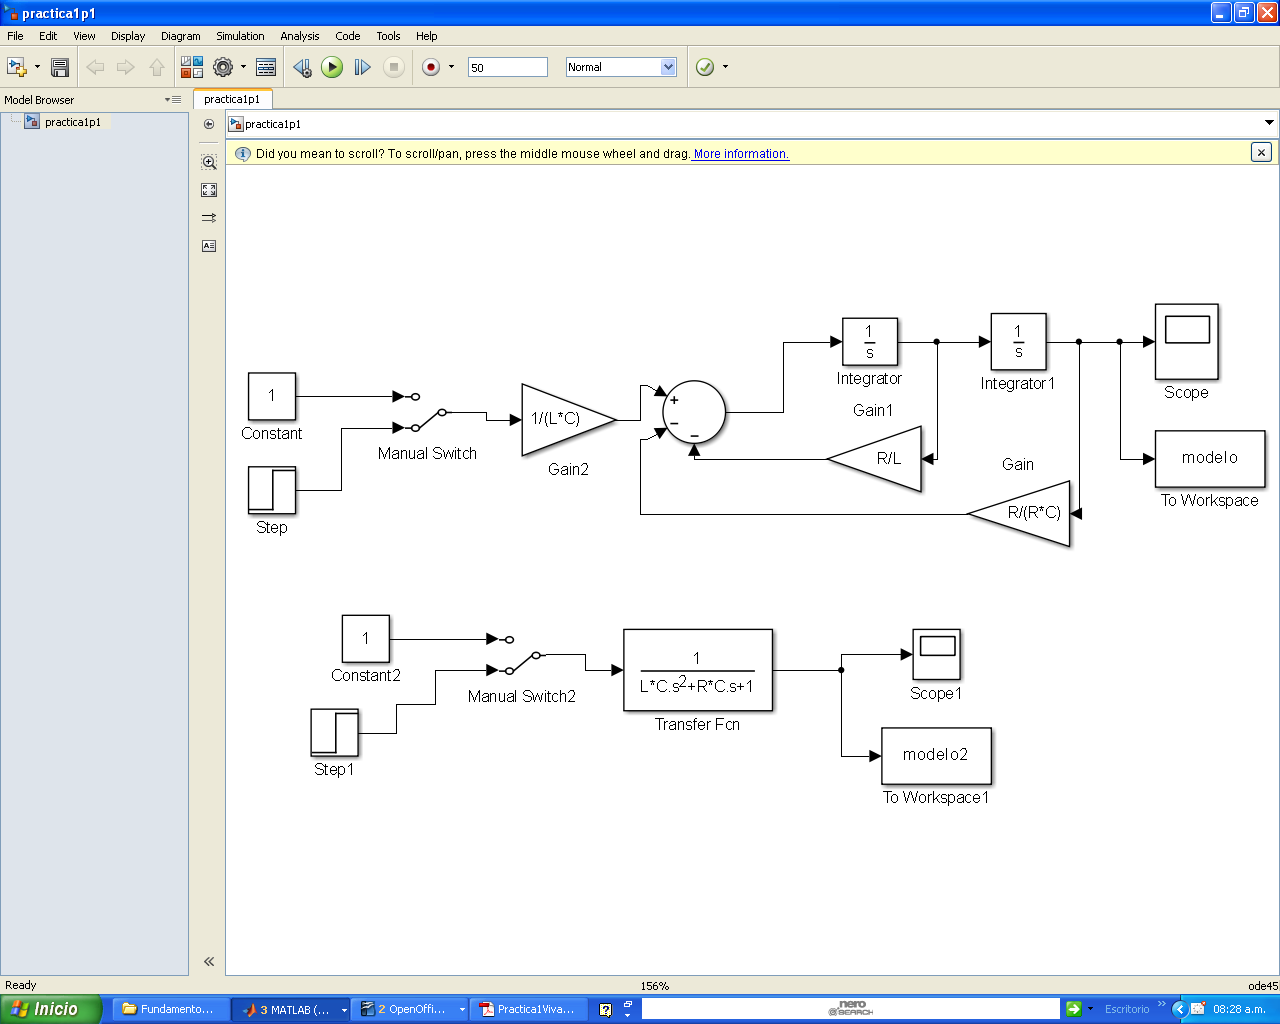 practica1p1
File Edit View Display Diagram Simulation Analysis Code Tools Help
50
Normal
Model Browser
practica1p1
practica1p1
practica1p1
Did you mean to scroll? To scroll/pan, press the middle mouse wheel and drag. More information.
1
Constant
Step
Manual Switch
1/(L*C)
Gain2
+
−
−
1
s
Integrator
Gain1
R/L
1
s
Integrator1
Gain
R/(R*C)
Scope
modelo
To Workspace
1
Constant2
Step1
Manual Switch2
1
L*C.s2+R*C.s+1
Transfer Fcn
Scope1
modelo2
To Workspace1
Ready
156%
ode45
Inicio
Fundamento...
3 MATLAB (...
2 OpenOffi...
Practica1Viva...
nero
SEARCH
Escritorio
08:28 a.m.